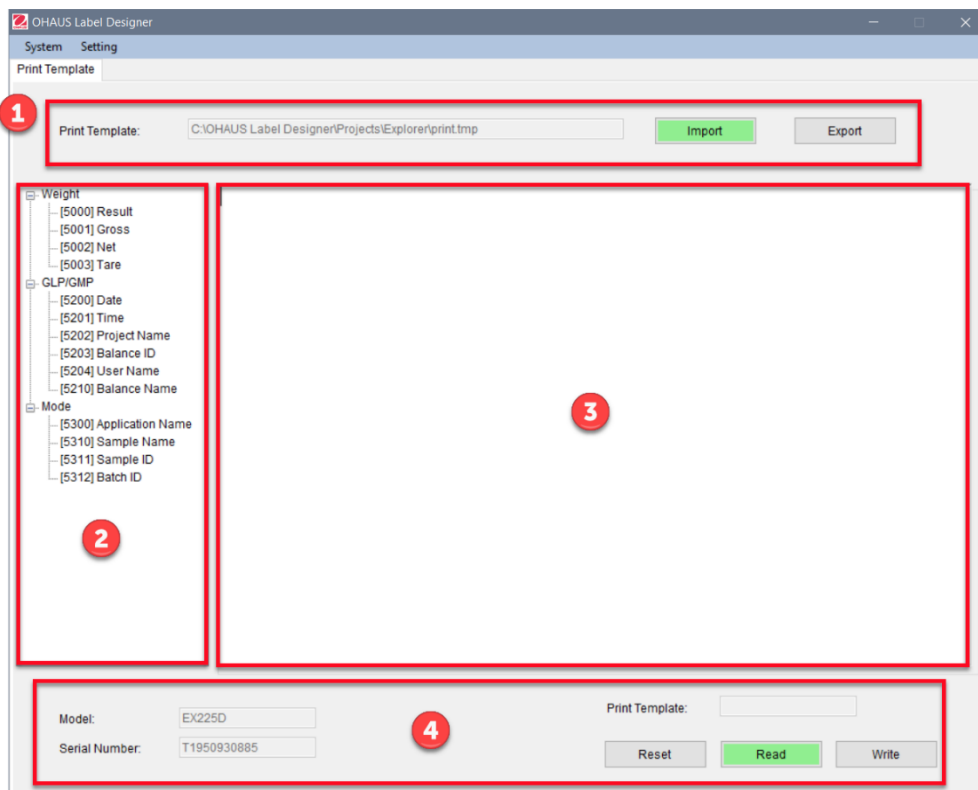 OHAUS Label Designer
System Setting
Print Template
1
Print Template: C:\OHAUS Label Designer\Projects\Explorer\print.tmp Import Export
Weight
[5000] Result
[5001] Gross
[5002] Net
[5003] Tare
GLP/GMP
[5200] Date
[5201] Time
[5202] Project Name
[5203] Balance ID
[5204] User Name
[5210] Balance Name
Mode
[5300] Application Name
[5310] Sample Name
[5311] Sample ID
[5312] Batch ID
2
3
Model: EX225D
Serial Number: T1950930885
4
Print Template:
Reset Read Write